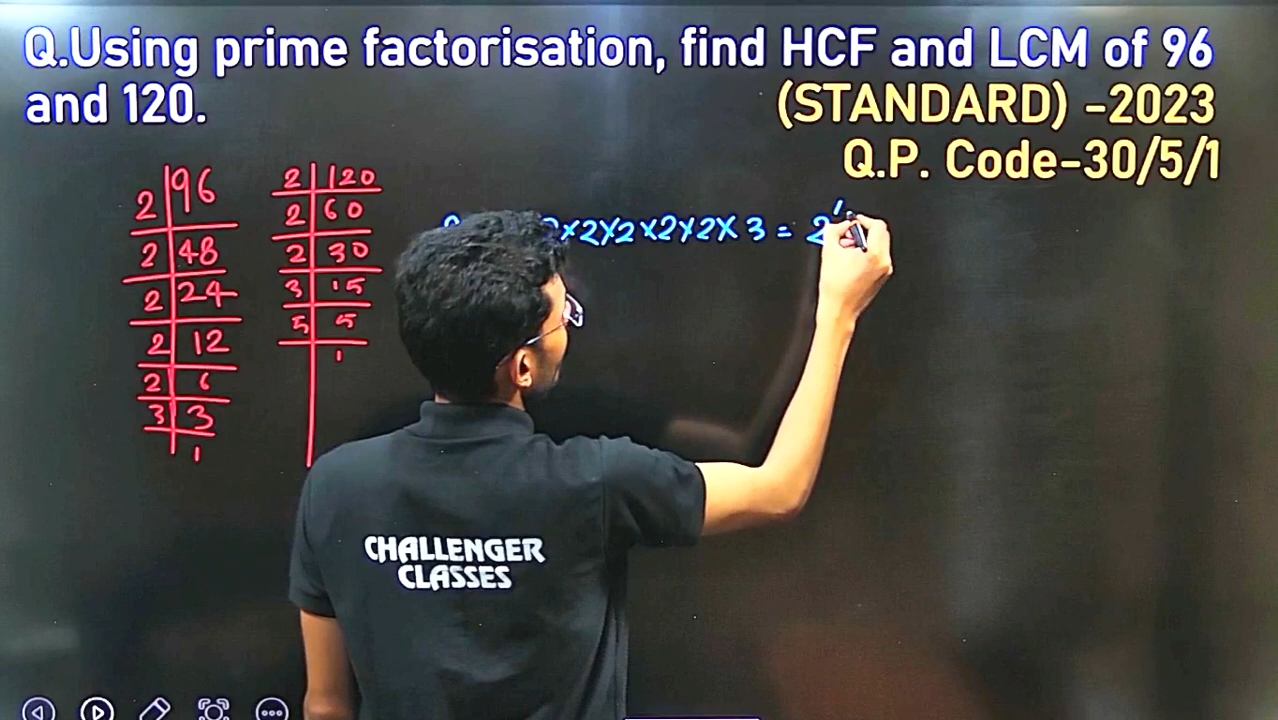 Q.Using prime factorisation, find HCF and LCM of 96
and 120.
(STANDARD) -2023
Q.P. Code-30/5/1
2 96
2 48
2 24
2 12
2 6
3 3
1
2 120
2 60
2 30
3 15
5 5
1
×2×2×2×2×3 = 2
CHALLENGER
CLASSES